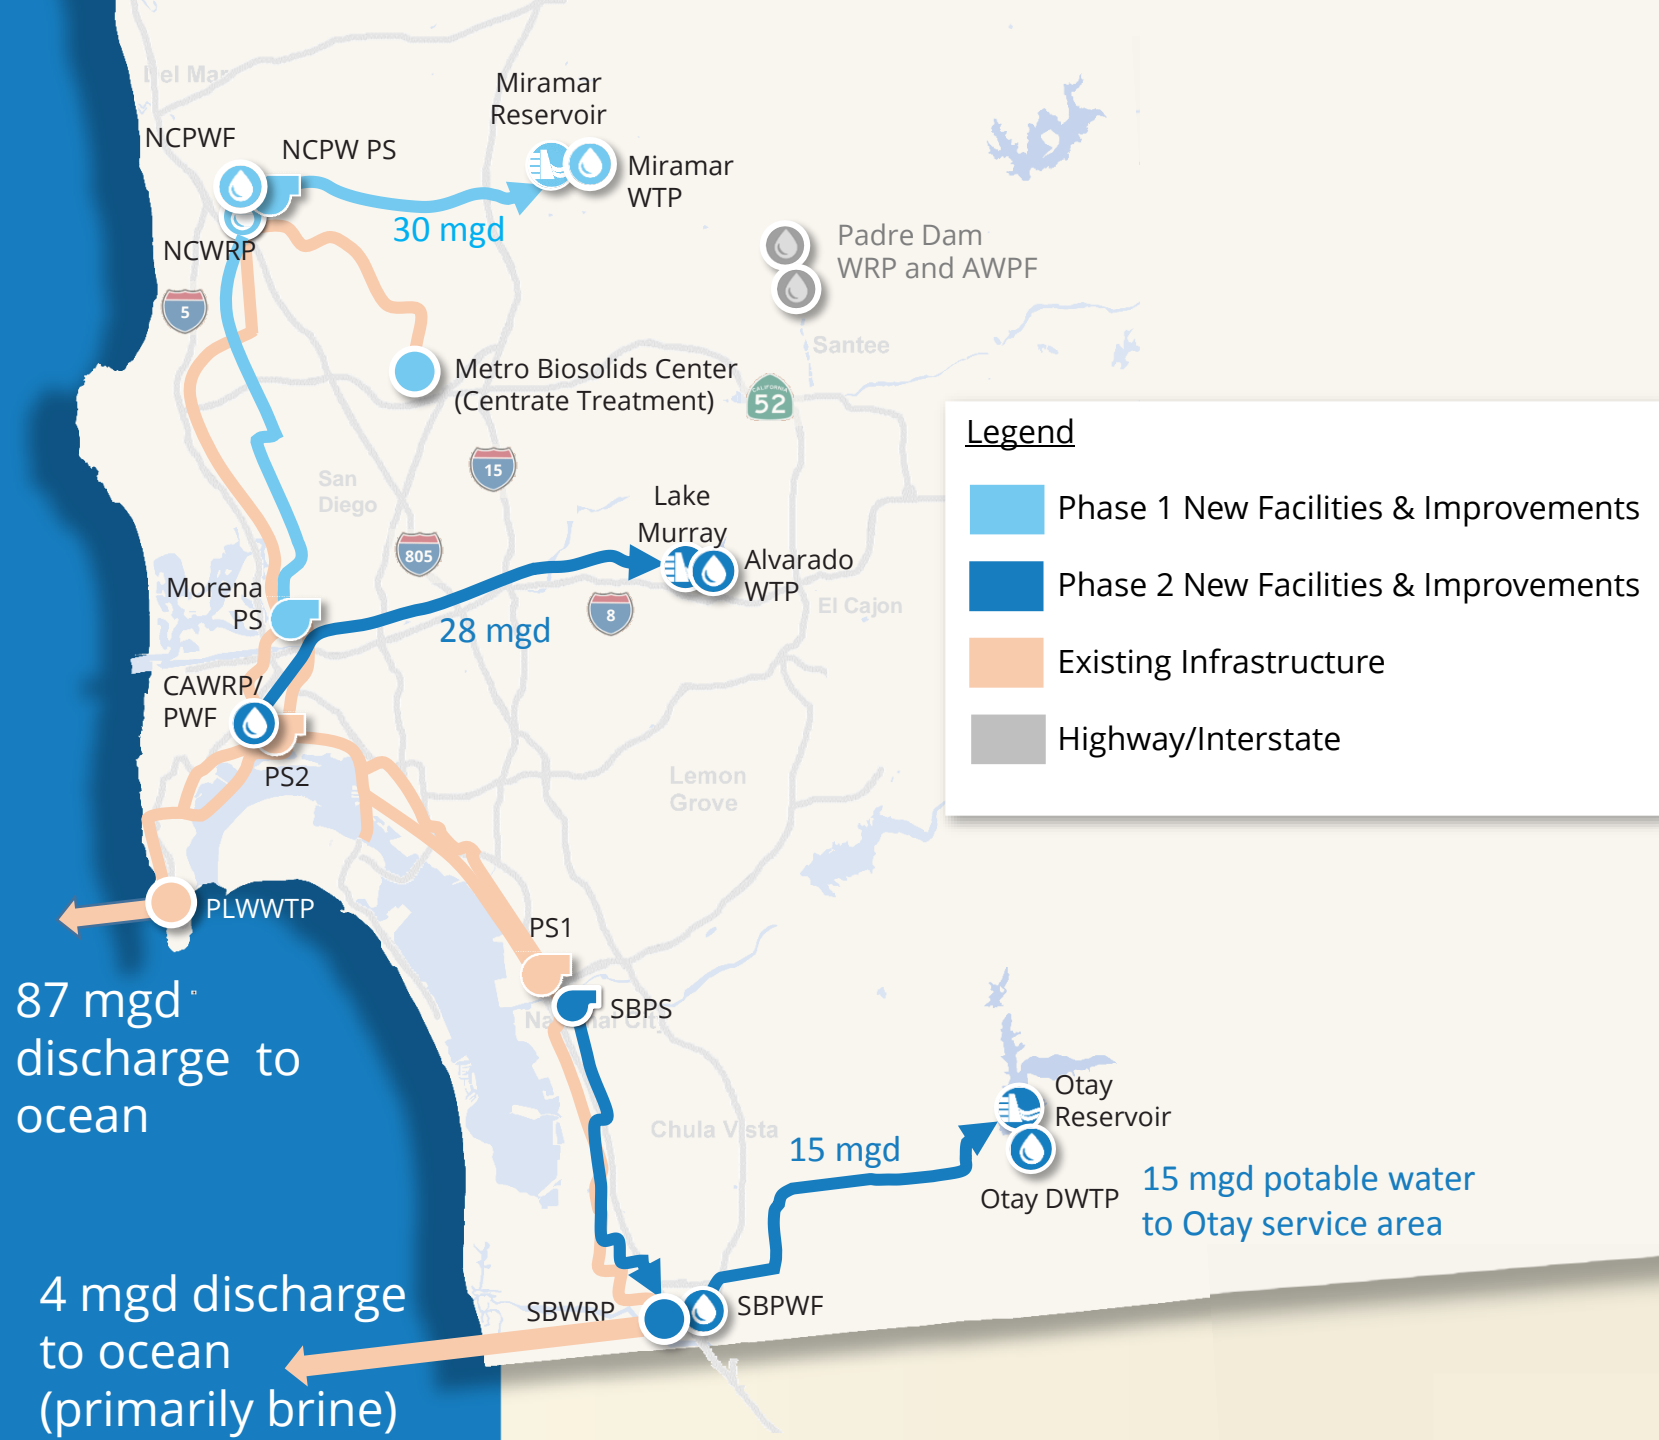 Del Mar
NCPWF
NCPW PS
Miramar
Reservoir
Miramar
WTP
30 mgd
NCWRP
Padre Dam
WRP and AWPF
5
Santee
Metro Biosolids Center
(Centrate Treatment)
CALIFORNIA
52
Legend
Phase 1 New Facilities & Improvements
Phase 2 New Facilities & Improvements
Existing Infrastructure
Highway/Interstate
15
San
Diego
805
Lake
Murray
Alvarado
WTP
8
El Cajon
Morena
PS
28 mgd
CAWRP/
PWF
PS2
Lemon
Grove
PLWWTP
PS1
SBPS
National City
87 mgd
discharge to
ocean
Otay
Reservoir
Chula Vista
15 mgd
Otay DWTP
15 mgd potable water
to Otay service area
4 mgd discharge
to ocean
(primarily brine)
SBWRP
SBPWF